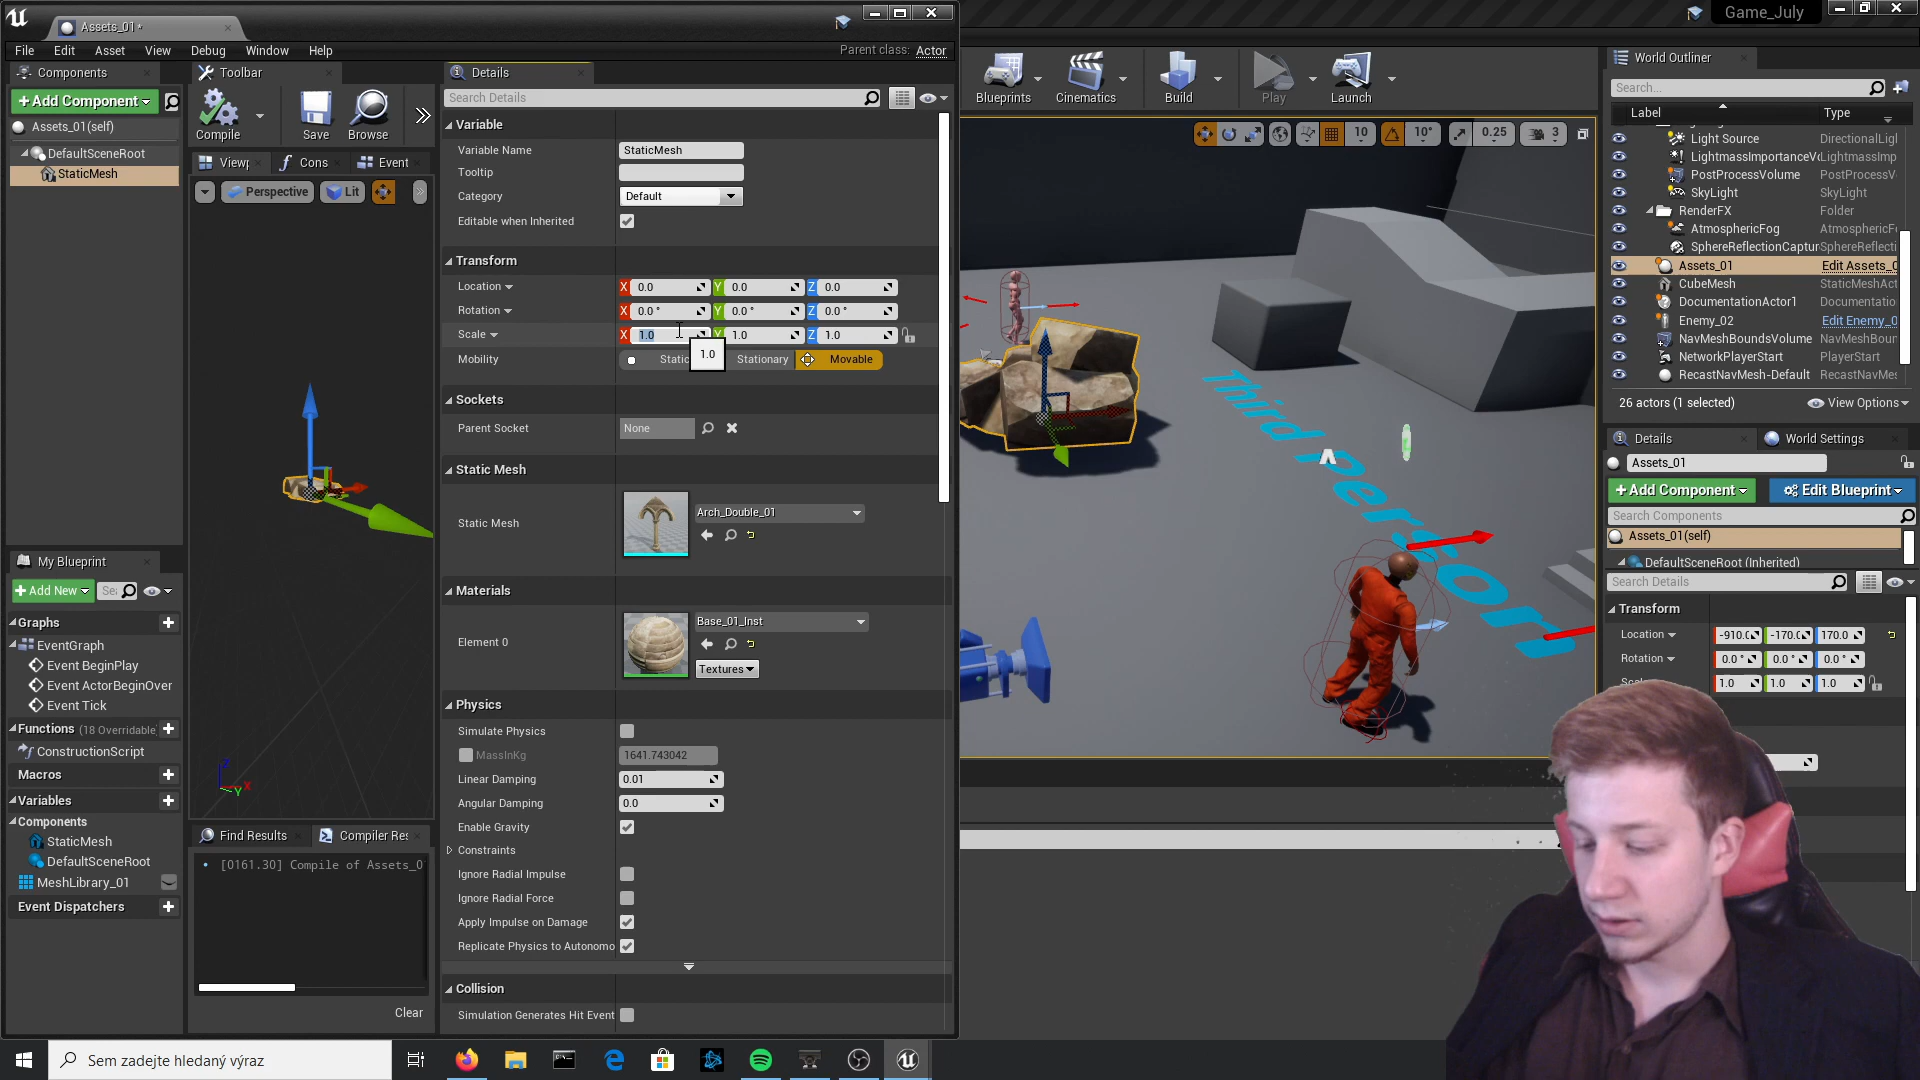 Assets_01*
File Edit Asset View Debug Window Help
Parent class: Actor
Components
+ Add Component
Assets_01(self)
DefaultSceneRoot
StaticMesh
Toolbar
Compile
Save
Browse
Cons
Event
Perspective
Lit
My Blueprint
+ Add New
Graphs
EventGraph
Event BeginPlay
Event ActorBeginOver
Event Tick
Functions (18 Overridable
ConstructionScript
Macros
Variables
Components
StaticMesh
DefaultSceneRoot
MeshLibrary_01
Event Dispatchers
Z X Y
Find Results
Compiler Res
[0161.30] Compile of Assets_0
Clear
Details
Search Details
Variable
Variable Name StaticMesh
Tooltip
Category Default
Editable when Inherited
Transform
Location X 0.0 Y 0.0 Z 0.0
Rotation X 0.0 ° Y 0.0 ° Z 0.0 °
Scale X 1.0 Y 1.0 Z 1.0
1.0
Mobility Static Stationary Movable
Sockets
Parent Socket None
Static Mesh
Static Mesh Arch_Double_01
Materials
Element 0 Base_01_Inst
Textures
Physics
Simulate Physics
MassInKg 1641.743042
Linear Damping 0.01
Angular Damping 0.0
Enable Gravity
Constraints
Ignore Radial Impulse
Ignore Radial Force
Apply Impulse on Damage
Replicate Physics to Autonomo
Collision
Simulation Generates Hit Event
Game_July
Blueprints
Cinematics
Build
Play
Launch
10 10° 0.25 3
Third person
World Outliner
Search...
Label Type
Light Source DirectionalLigl
LightmassImportanceVo LightmassImp
PostProcessVolume PostProcessV
SkyLight SkyLight
RenderFX Folder
AtmosphericFog AtmosphericF
SphereReflectionCaptur SphereReflecti
Assets_01 Edit Assets_0
CubeMesh StaticMeshAct
DocumentationActor1 Documentatio
Enemy_02 Edit Enemy_0
NavMeshBoundsVolume NavMeshBoun
NetworkPlayerStart PlayerStart
RecastNavMesh-Default RecastNavMes
26 actors (1 selected)
View Options
Details
World Settings
Assets_01
+ Add Component
Edit Blueprint
Search Components
Assets_01(self)
DefaultSceneRoot (Inherited)
Search Details
Transform
Location -910.0 -170.0 170.0
Rotation 0.0 ° 0.0 ° 0.0 °
1.0 1.0 1.0
Sem zadejte hledaný výraz